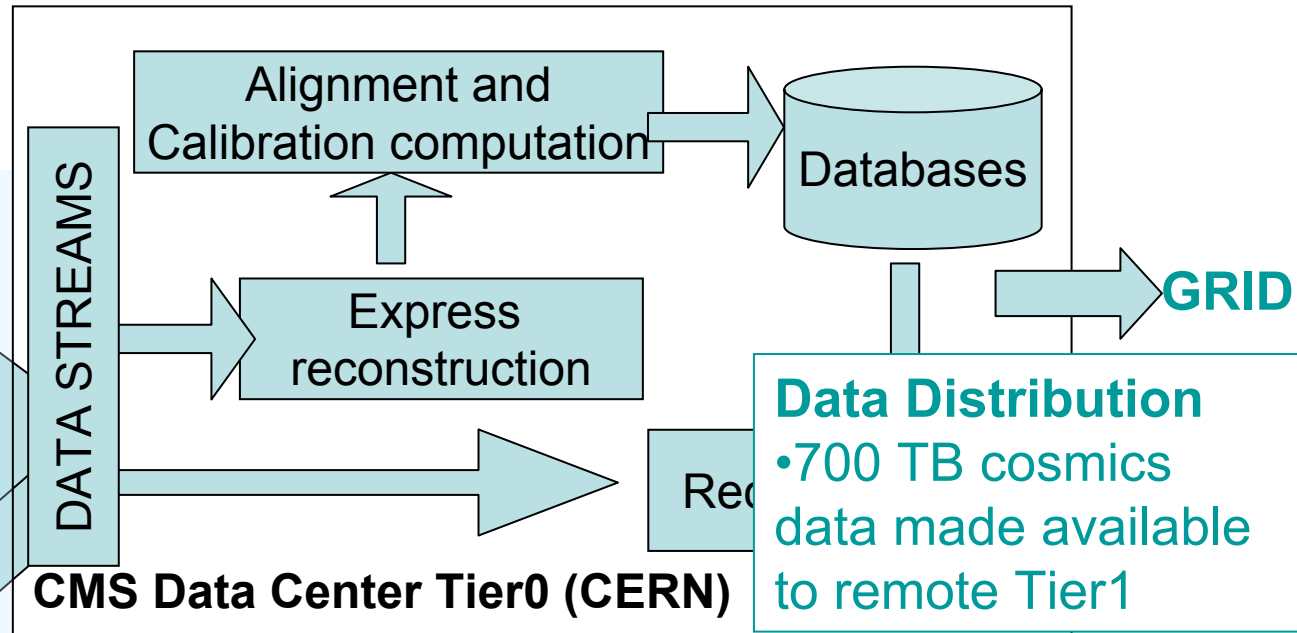 Alignment and
Calibration computation
Databases
DATA STREAMS
Express
reconstruction
GRID
Data Distribution
•700 TB cosmics
data made available
to remote Tier1
CMS Data Center Tier0 (CERN)